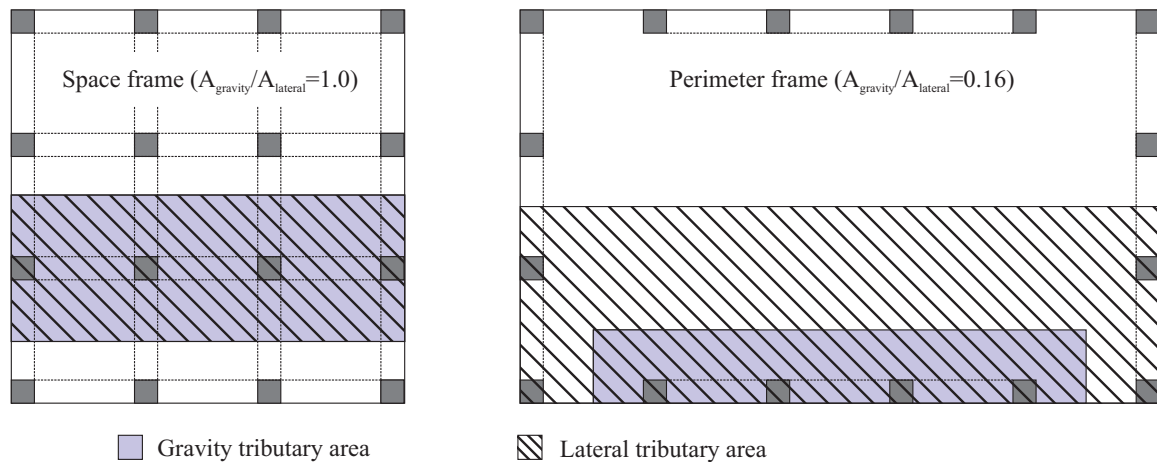 Space frame (A_gravity/A_lateral=1.0)
Perimeter frame (A_gravity/A_lateral=0.16)
Gravity tributary area
Lateral tributary area